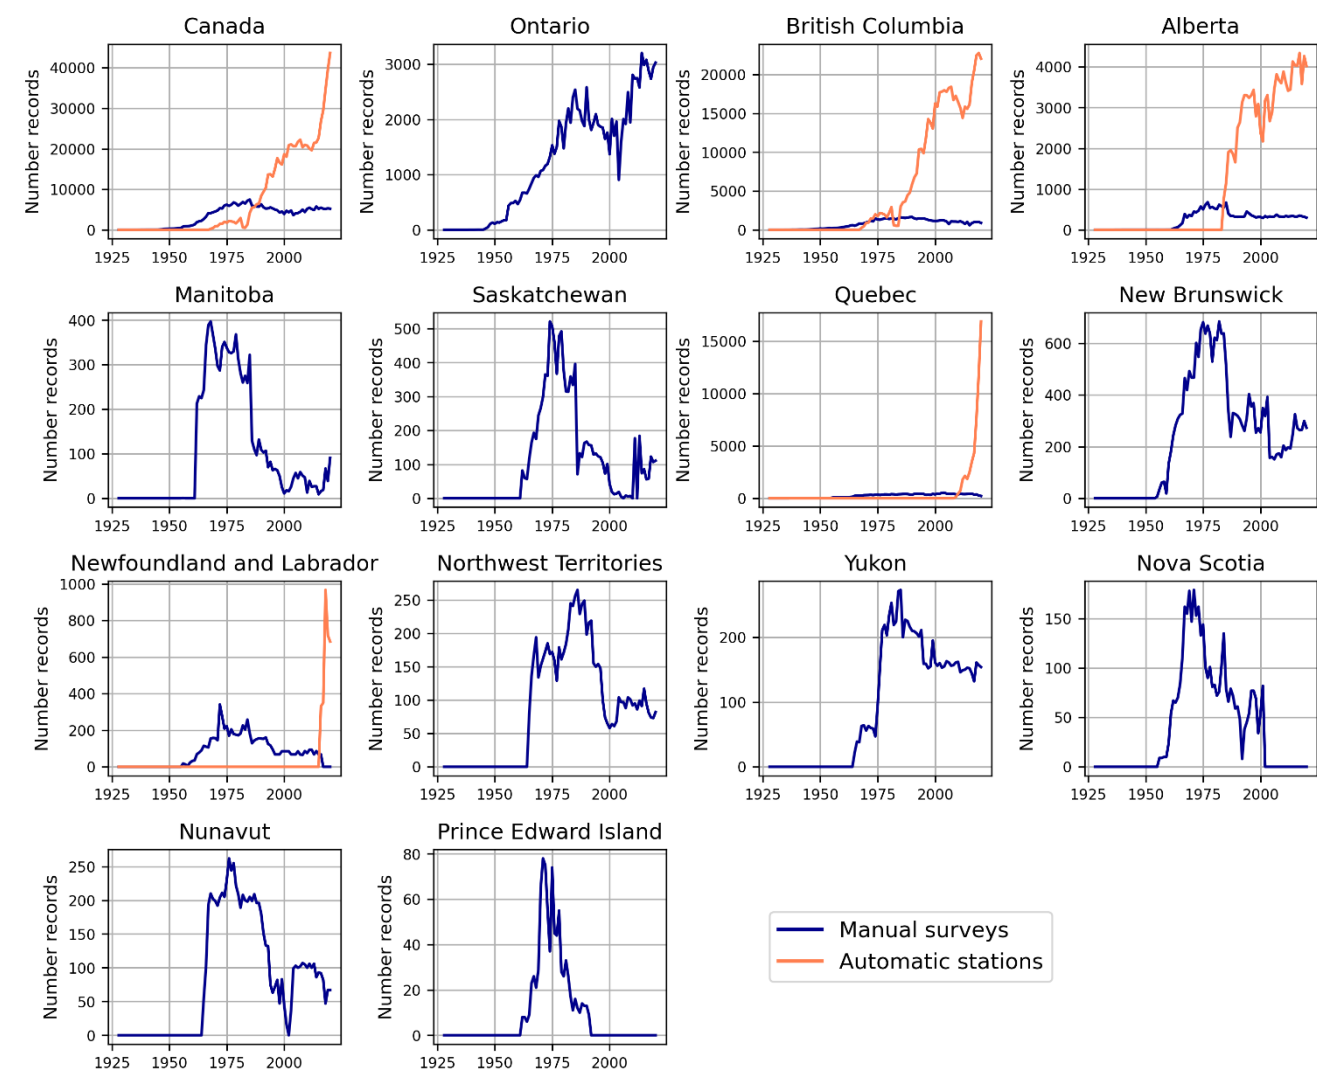 Canada
Number records
40000
30000
20000
10000
0
1925 1950 1975 2000
Ontario
Number records
3000
2000
1000
0
1925 1950 1975 2000
British Columbia
Number records
20000
15000
10000
5000
0
1925 1950 1975 2000
Alberta
Number records
4000
3000
2000
1000
0
1925 1950 1975 2000
Manitoba
Number records
400
300
200
100
0
1925 1950 1975 2000
Saskatchewan
Number records
500
400
300
200
100
0
1925 1950 1975 2000
Quebec
Number records
15000
10000
5000
0
1925 1950 1975 2000
New Brunswick
Number records
600
400
200
0
1925 1950 1975 2000
Newfoundland and Labrador
Number records
1000
800
600
400
200
0
1925 1950 1975 2000
Northwest Territories
Number records
250
200
150
100
50
0
1925 1950 1975 2000
Yukon
Number records
200
100
0
1925 1950 1975 2000
Nova Scotia
Number records
150
100
50
0
1925 1950 1975 2000
Nunavut
Number records
250
200
150
100
50
0
1925 1950 1975 2000
Prince Edward Island
Number records
80
60
40
20
0
1925 1950 1975 2000
Manual surveys
Automatic stations